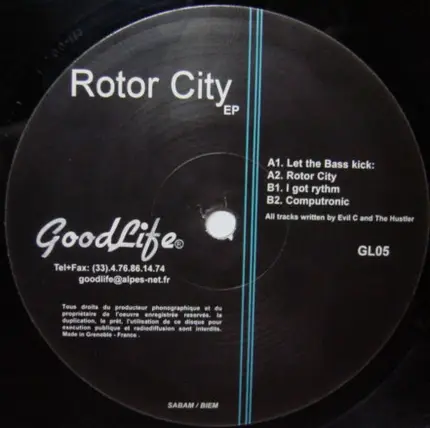 Rotor City
EP
A1. Let the Bass kick:
A2. Rotor City
B1. I got rythm
B2. Computronic
All tracks written by Evil C and The Hustler
GoodLife®
GL05
Tel+Fax: (33).4.76.86.14.74
goodlife@alpes-net.fr
Tous droits du producteur phonographique et du
propriétaire de l'oeuvre enregistrée reservés. la
duplication, le prêt, l'utilisation de ce disque pour
execution publique et radiodiffusion sont interdits.
Made in Grenoble - France .
SABAM / BIEM